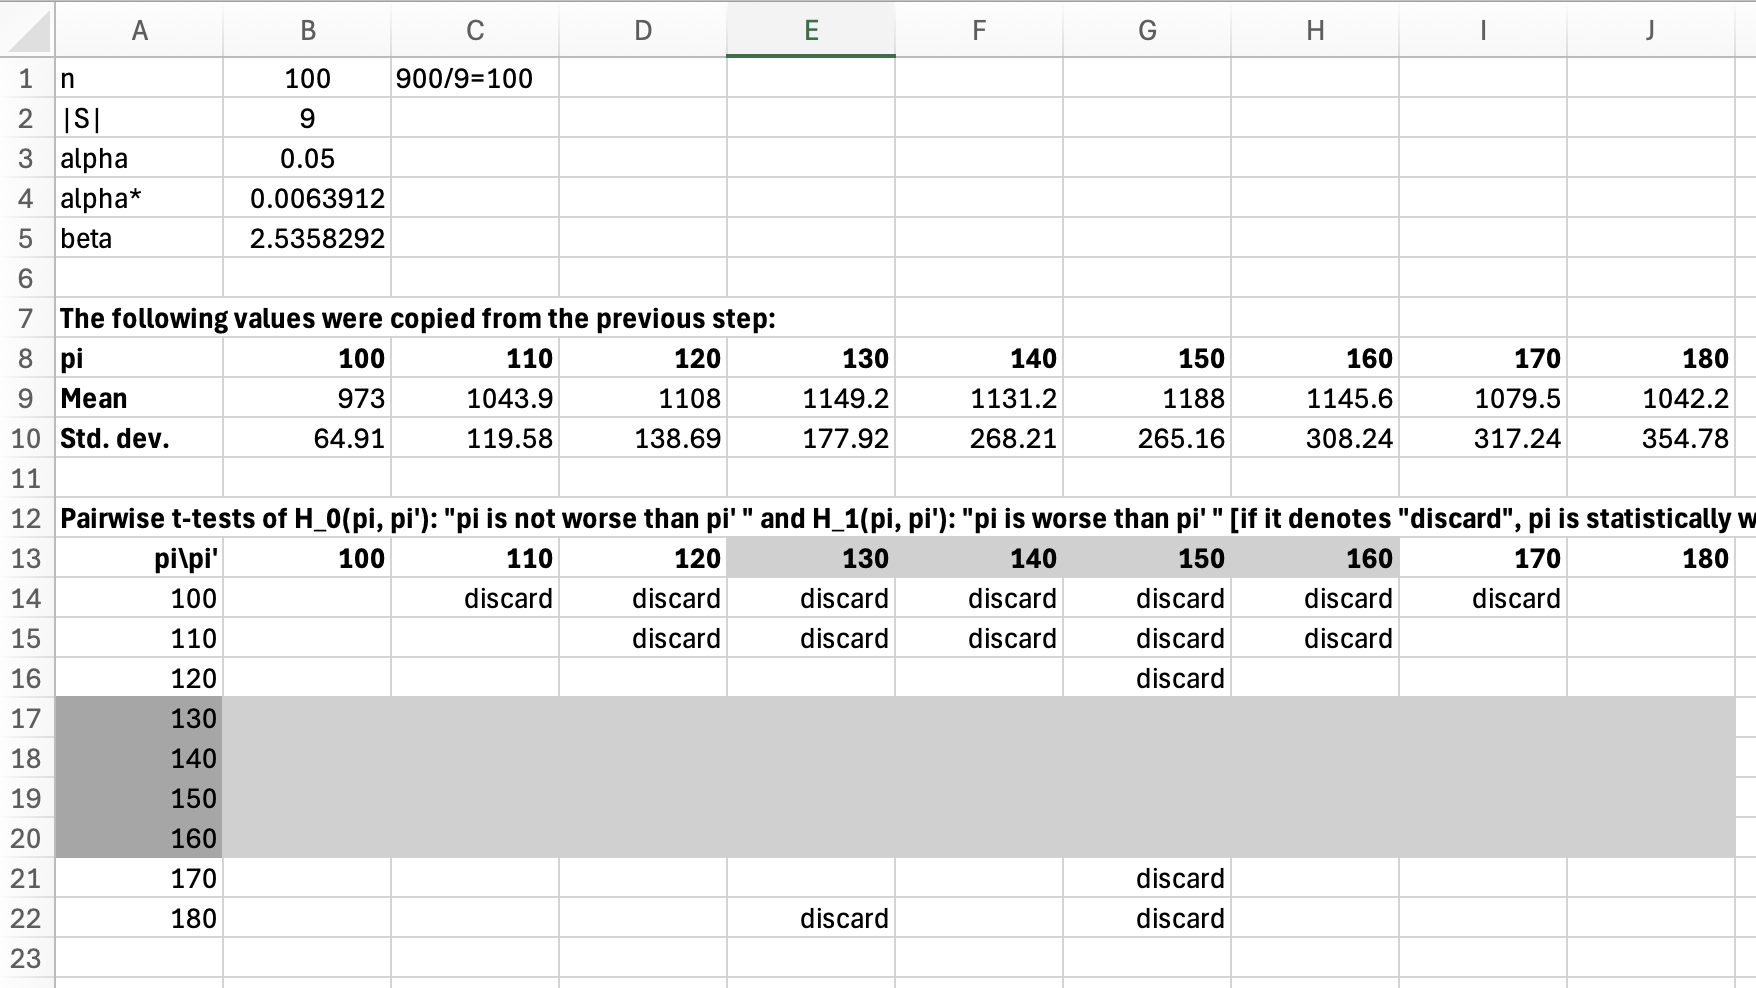 A B C D E F G H I J
1 n 100 900/9=100
2 |S| 9
3 alpha 0.05
4 alpha* 0.0063912
5 beta 2.5358292
6
7 The following values were copied from the previous step:
8 pi 100 110 120 130 140 150 160 170 180
9 Mean 973 1043.9 1108 1149.2 1131.2 1188 1145.6 1079.5 1042.2
10 Std. dev. 64.91 119.58 138.69 177.92 268.21 265.16 308.24 317.24 354.78
11
12 Pairwise t-tests of H_0(pi, pi'): "pi is not worse than pi' " and H_1(pi, pi'): "pi is worse than pi' " [if it denotes "discard", pi is statistically w
13 pi\pi' 100 110 120 130 140 150 160 170 180
14 100 discard discard discard discard discard discard discard
15 110 discard discard discard discard discard
16 120 discard
17 130
18 140
19 150
20 160
21 170 discard
22 180 discard discard
23